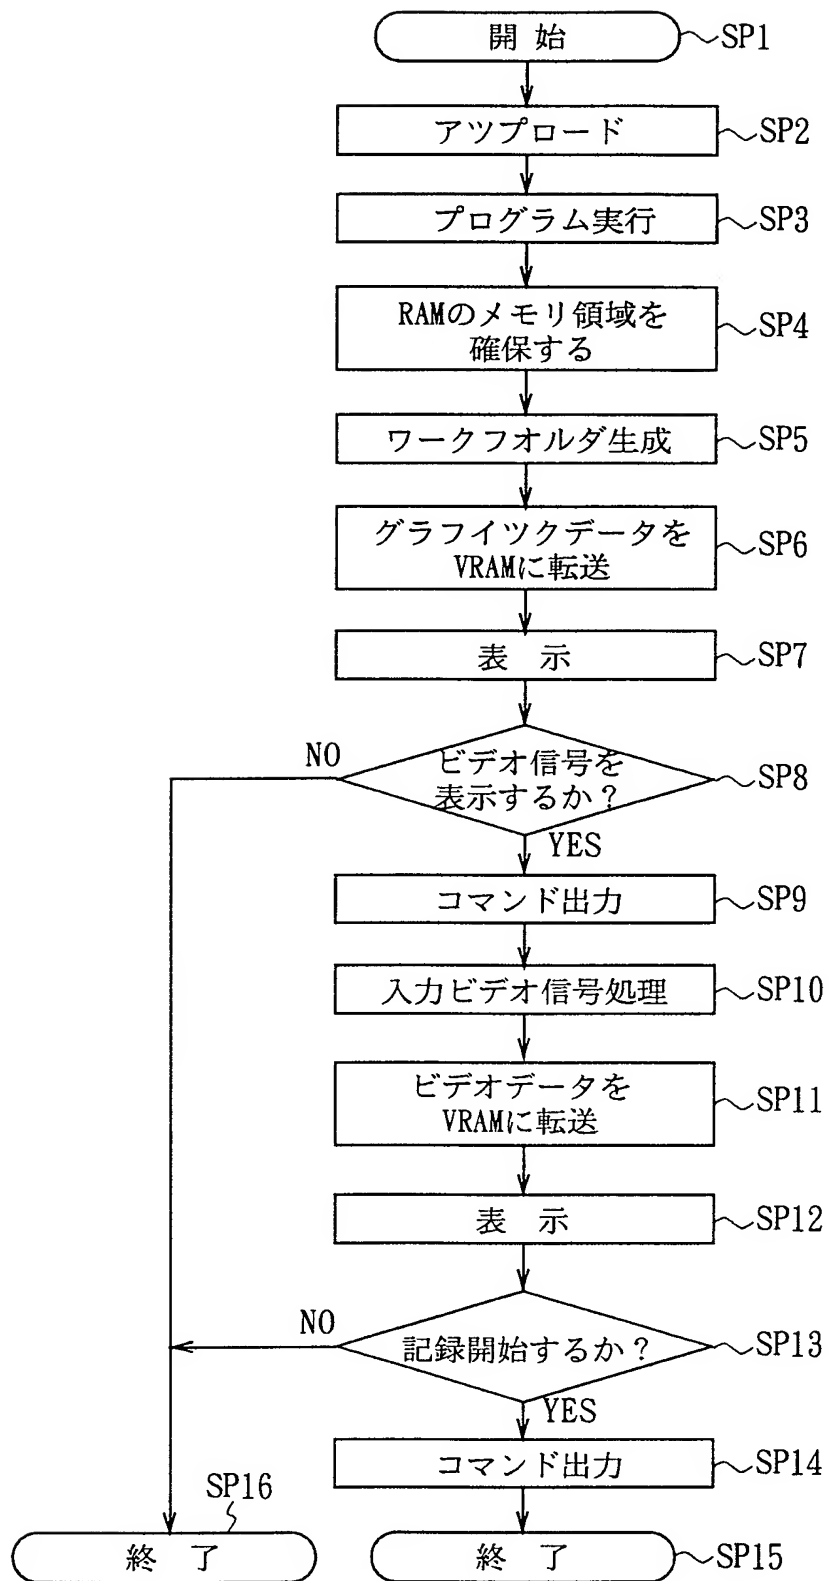 開 始
SP1
アツプロード
SP2
プログラム実行
SP3
RAMのメモリ領域を
確保する
SP4
ワークフオルダ生成
SP5
グラフイツクデータを
VRAMに転送
SP6
表 示
SP7
NO
ビデオ信号を
表示するか？
SP8
YES
コマンド出力
SP9
入力ビデオ信号処理
SP10
ビデオデータを
VRAMに転送
SP11
表 示
SP12
NO
記録開始するか？
SP13
YES
コマンド出力
SP14
SP16
終 了
終 了
SP15